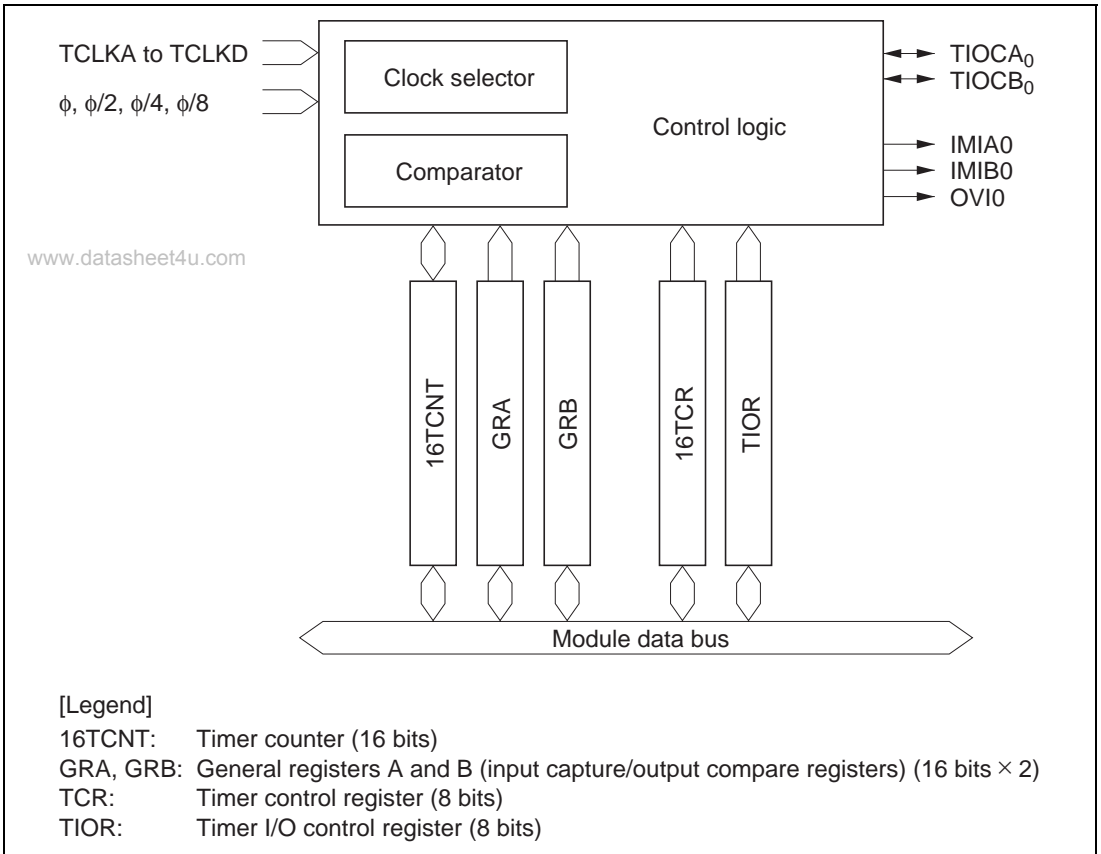 TCLKA to TCLKD
ϕ, ϕ/2, ϕ/4, ϕ/8
Clock selector
Comparator
Control logic
TIOCA₀
TIOCB₀
IMIA0
IMIB0
OVI0
www.datasheet4u.com
16TCNT
GRA
GRB
16TCR
TIOR
Module data bus
[Legend]
16TCNT: Timer counter (16 bits)
GRA, GRB: General registers A and B (input capture/output compare registers) (16 bits × 2)
TCR: Timer control register (8 bits)
TIOR: Timer I/O control register (8 bits)